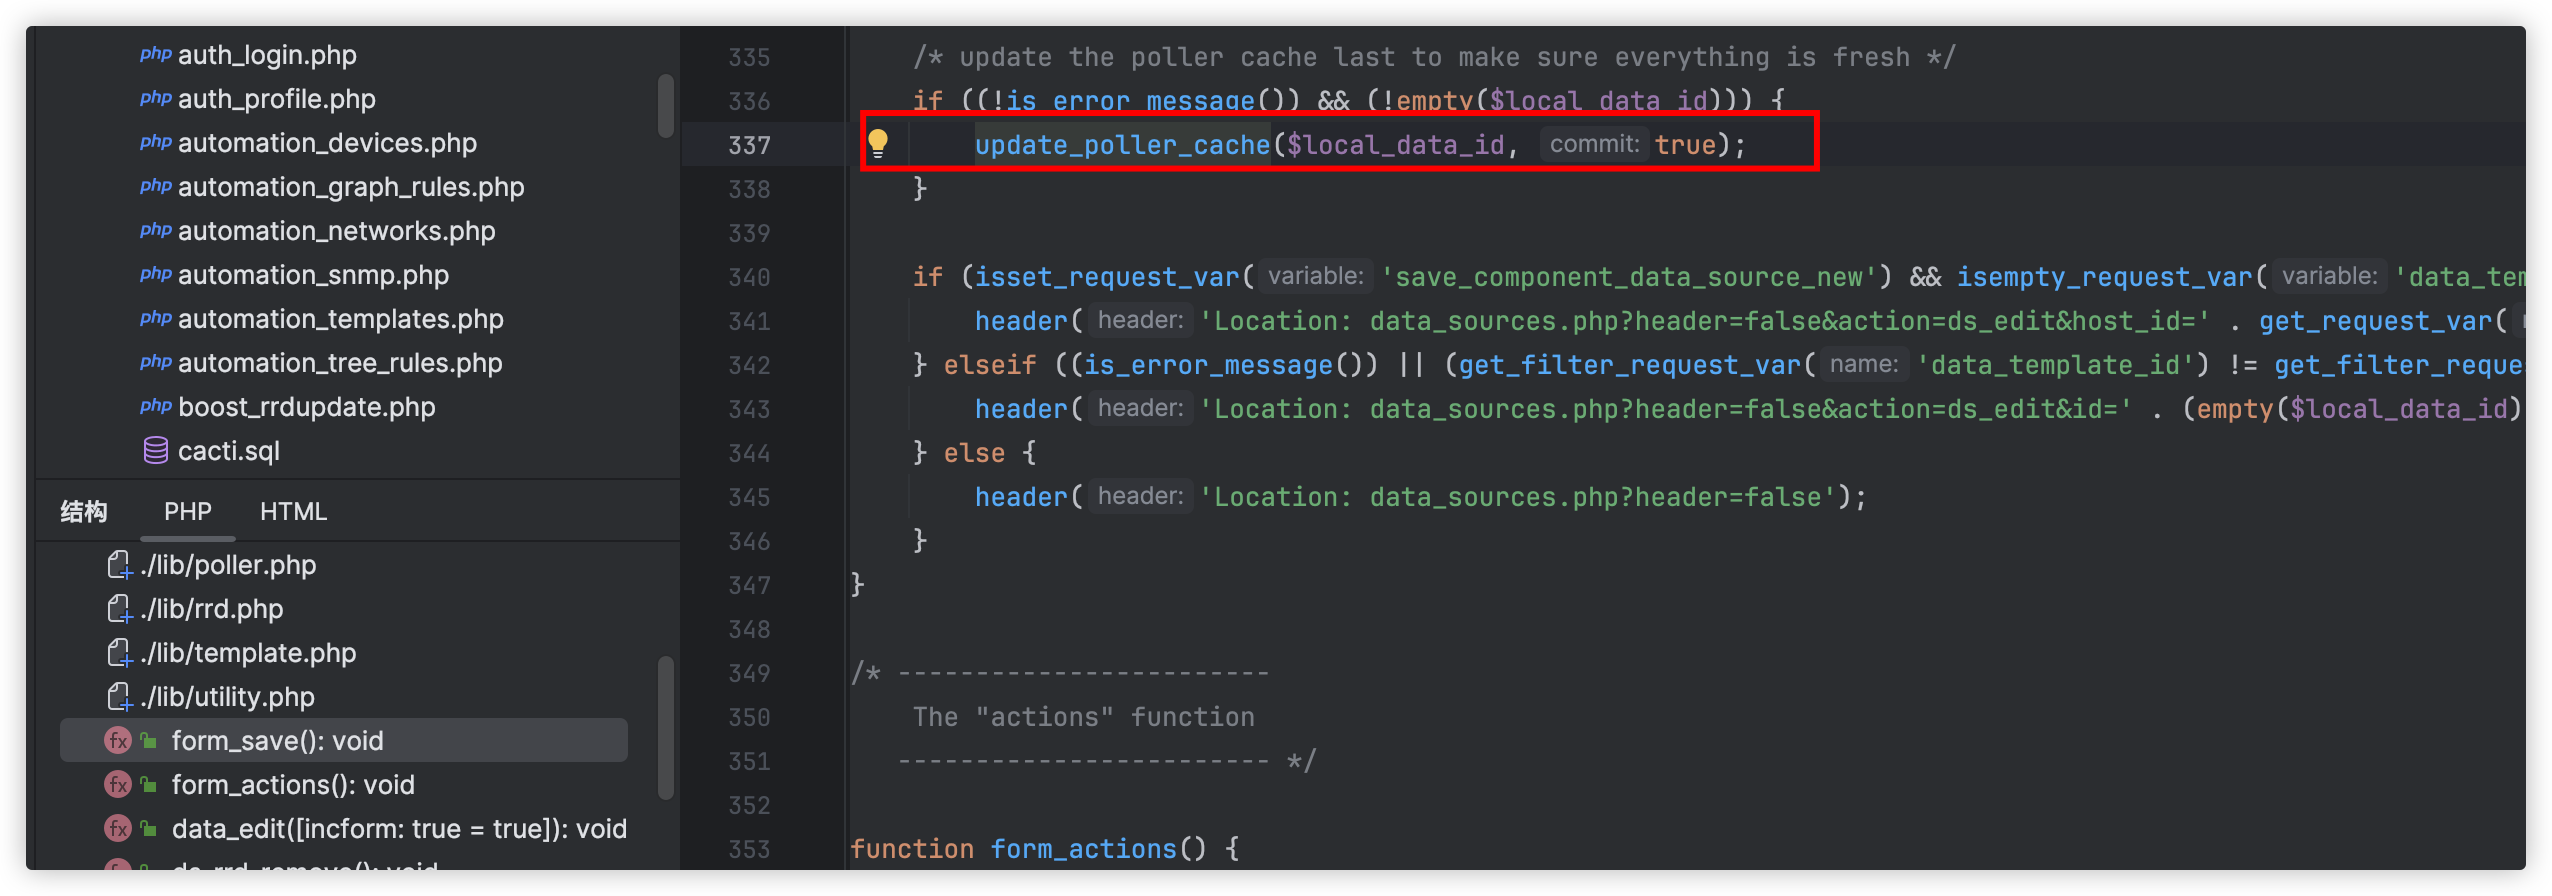 php auth_login.php
php auth_profile.php
php automation_devices.php
php automation_graph_rules.php
php automation_networks.php
php automation_snmp.php
php automation_templates.php
php automation_tree_rules.php
php boost_rrdupdate.php
cacti.sql
结构 PHP HTML
./lib/poller.php
./lib/rrd.php
./lib/template.php
./lib/utility.php
fx form_save(): void
fx form_actions(): void
fx data_edit([incform: true = true]): void
335 /* update the poller cache last to make sure everything is fresh */
336 if ((!is_error_message()) && (!empty($local_data_id))) {
337 update_poller_cache($local_data_id, commit: true);
338 }
339
340 if (isset_request_var( variable: 'save_component_data_source_new') && isempty_request_var( variable: 'data_tem
341 header( header: 'Location: data_sources.php?header=false&action=ds_edit&host_id=' . get_request_var(
342 } elseif ((is_error_message()) || (get_filter_request_var( name: 'data_template_id') != get_filter_reque
343 header( header: 'Location: data_sources.php?header=false&action=ds_edit&id=' . (empty($local_data_id)
344 } else {
345 header( header: 'Location: data_sources.php?header=false');
346 }
347 }
348
349 /* ------------------------
350 The "actions" function
351 ------------------------ */
352
353 function form_actions() {